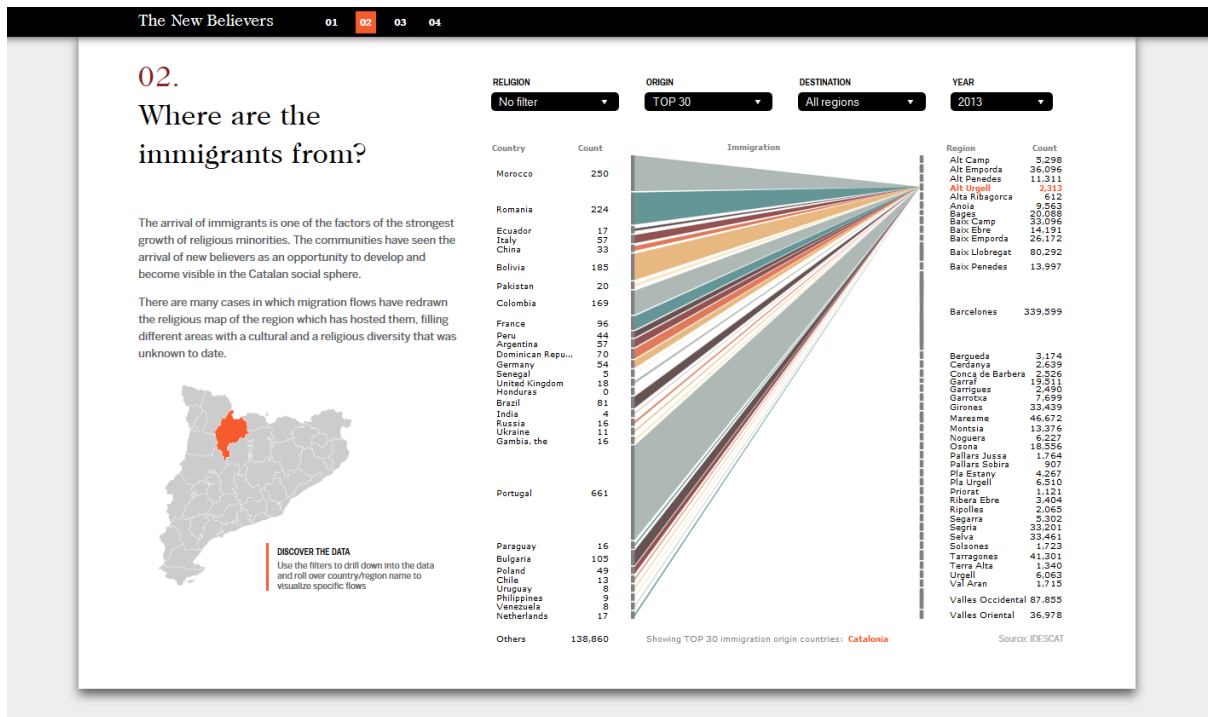 The New Believers 01 02 03 04
02.
Where are the
immigrants from?
The arrival of immigrants is one of the factors of the strongest
growth of religious minorities. The communities have seen the
arrival of new believers as an opportunity to develop and
become visible in the Catalan social sphere.
There are many cases in which migration flows have redrawn
the religious map of the region which has hosted them, filling
different areas with a cultural and a religious diversity that was
unknown to date.
DISCOVER THE DATA
Use the filters to drill down into the data
and roll over country/region name to
visualize specific flows
RELIGION ORIGIN DESTINATION YEAR
No filter TOP 30 All regions 2013
Country Count Immigration Region Count
Morocco 250
Romania 224
Ecuador 17
Italy 57
China 33
Bolivia 185
Pakistan 20
Colombia 169
France 96
Peru 44
Argentina 57
Dominican Repu... 70
Germany 54
Senegal 5
United Kingdom 18
Honduras 0
Brazil 81
India 4
Russia 16
Ukraine 11
Gambia, the 16
Portugal 661
Paraguay 16
Bulgaria 105
Poland 49
Chile 13
Uruguay 8
Philippines 9
Venezuela 8
Netherlands 17
Others 138,860
Alt Camp 5,298
Alt Emporda 36,096
Alt Penedes 11,311
Alt Urgell 2,313
Alta Ribagorca 612
Anoia 9,563
Bages 20,088
Baix Camp 33,096
Baix Ebre 14,191
Baix Emporda 26,172
Baix Llobregat 80,292
Baix Penedes 13,997
Barcelones 339,599
Bergueda 3,174
Cerdanya 2,639
Conca de Barbera 2,526
Garraf 19,511
Garrigues 2,490
Garrotxa 7,699
Girones 33,439
Maresme 46,672
Montsia 13,376
Noguera 6,227
Osona 18,556
Pallars Jussa 1,764
Pallars Sobira 907
Pla Estany 4,267
Pla Urgell 6,510
Priorat 1,121
Ribera Ebre 3,404
Ripolles 2,065
Segarra 5,302
Segria 33,201
Selva 33,461
Solsones 1,723
Tarragones 41,301
Terra Alta 1,340
Urgell 6,063
Val Aran 1,715
Valles Occidental 87,855
Valles Oriental 36,978
Showing TOP 30 immigration origin countries: Catalonia
Source: IDESCAT